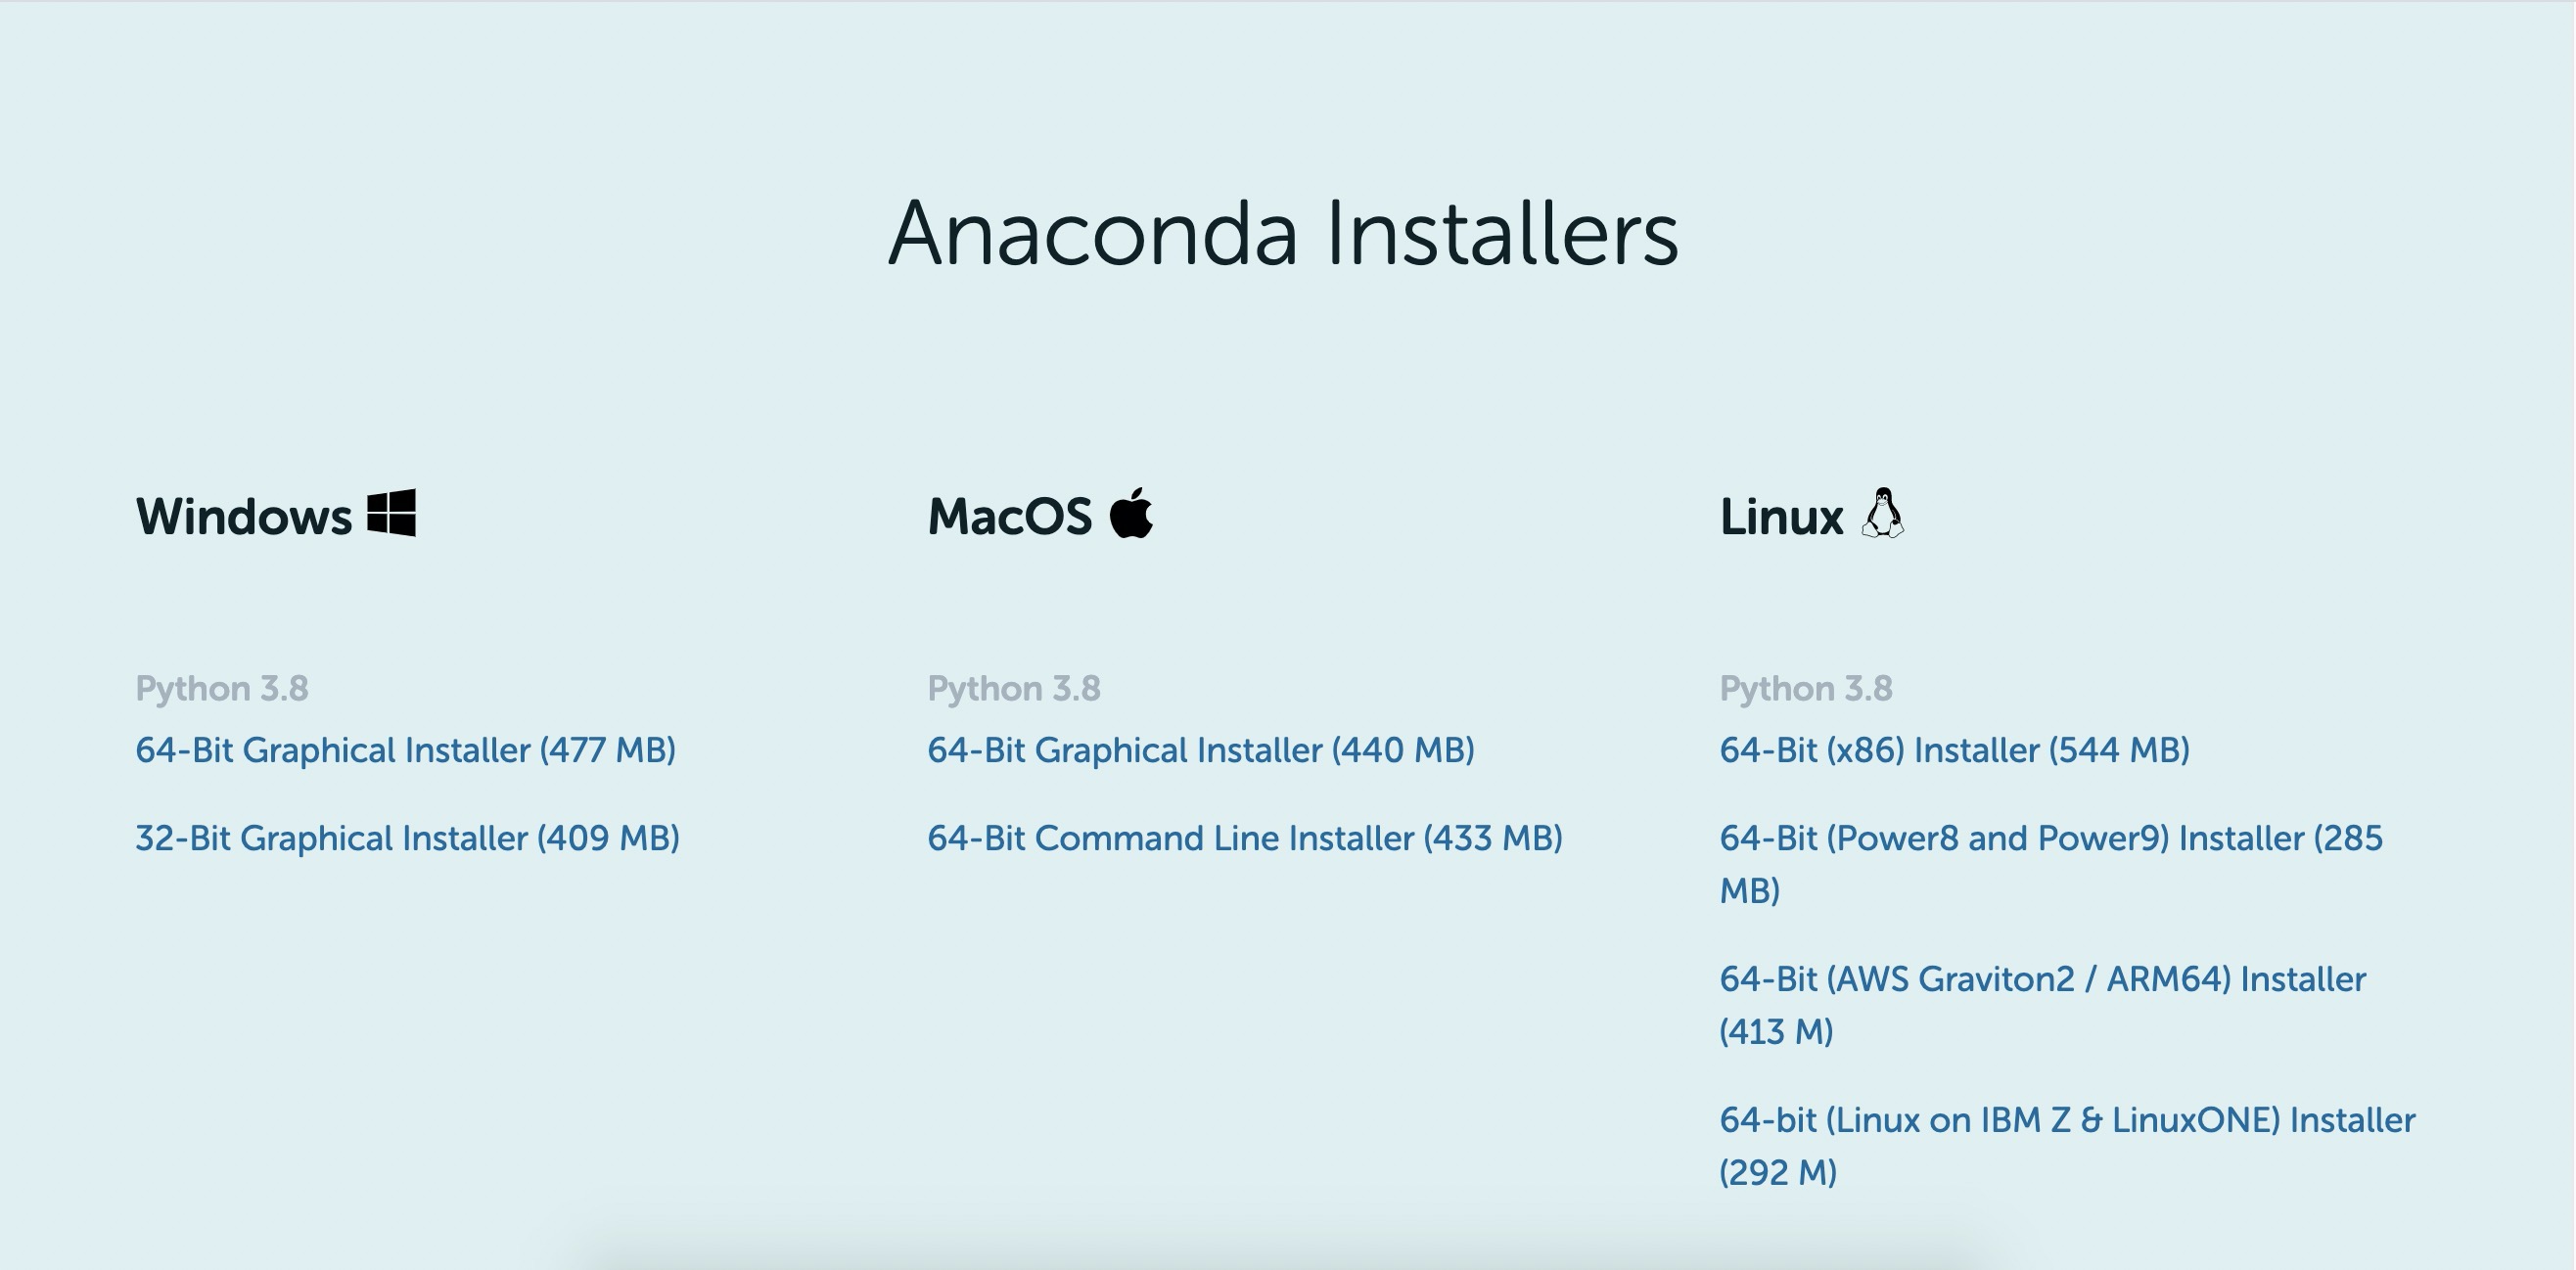 Anaconda Installers
Windows
Python 3.8
64-Bit Graphical Installer (477 MB)
32-Bit Graphical Installer (409 MB)
MacOS
Python 3.8
64-Bit Graphical Installer (440 MB)
64-Bit Command Line Installer (433 MB)
Linux
Python 3.8
64-Bit (x86) Installer (544 MB)
64-Bit (Power8 and Power9) Installer (285
MB)
64-Bit (AWS Graviton2 / ARM64) Installer
(413 M)
64-bit (Linux on IBM Z & LinuxONE) Installer
(292 M)